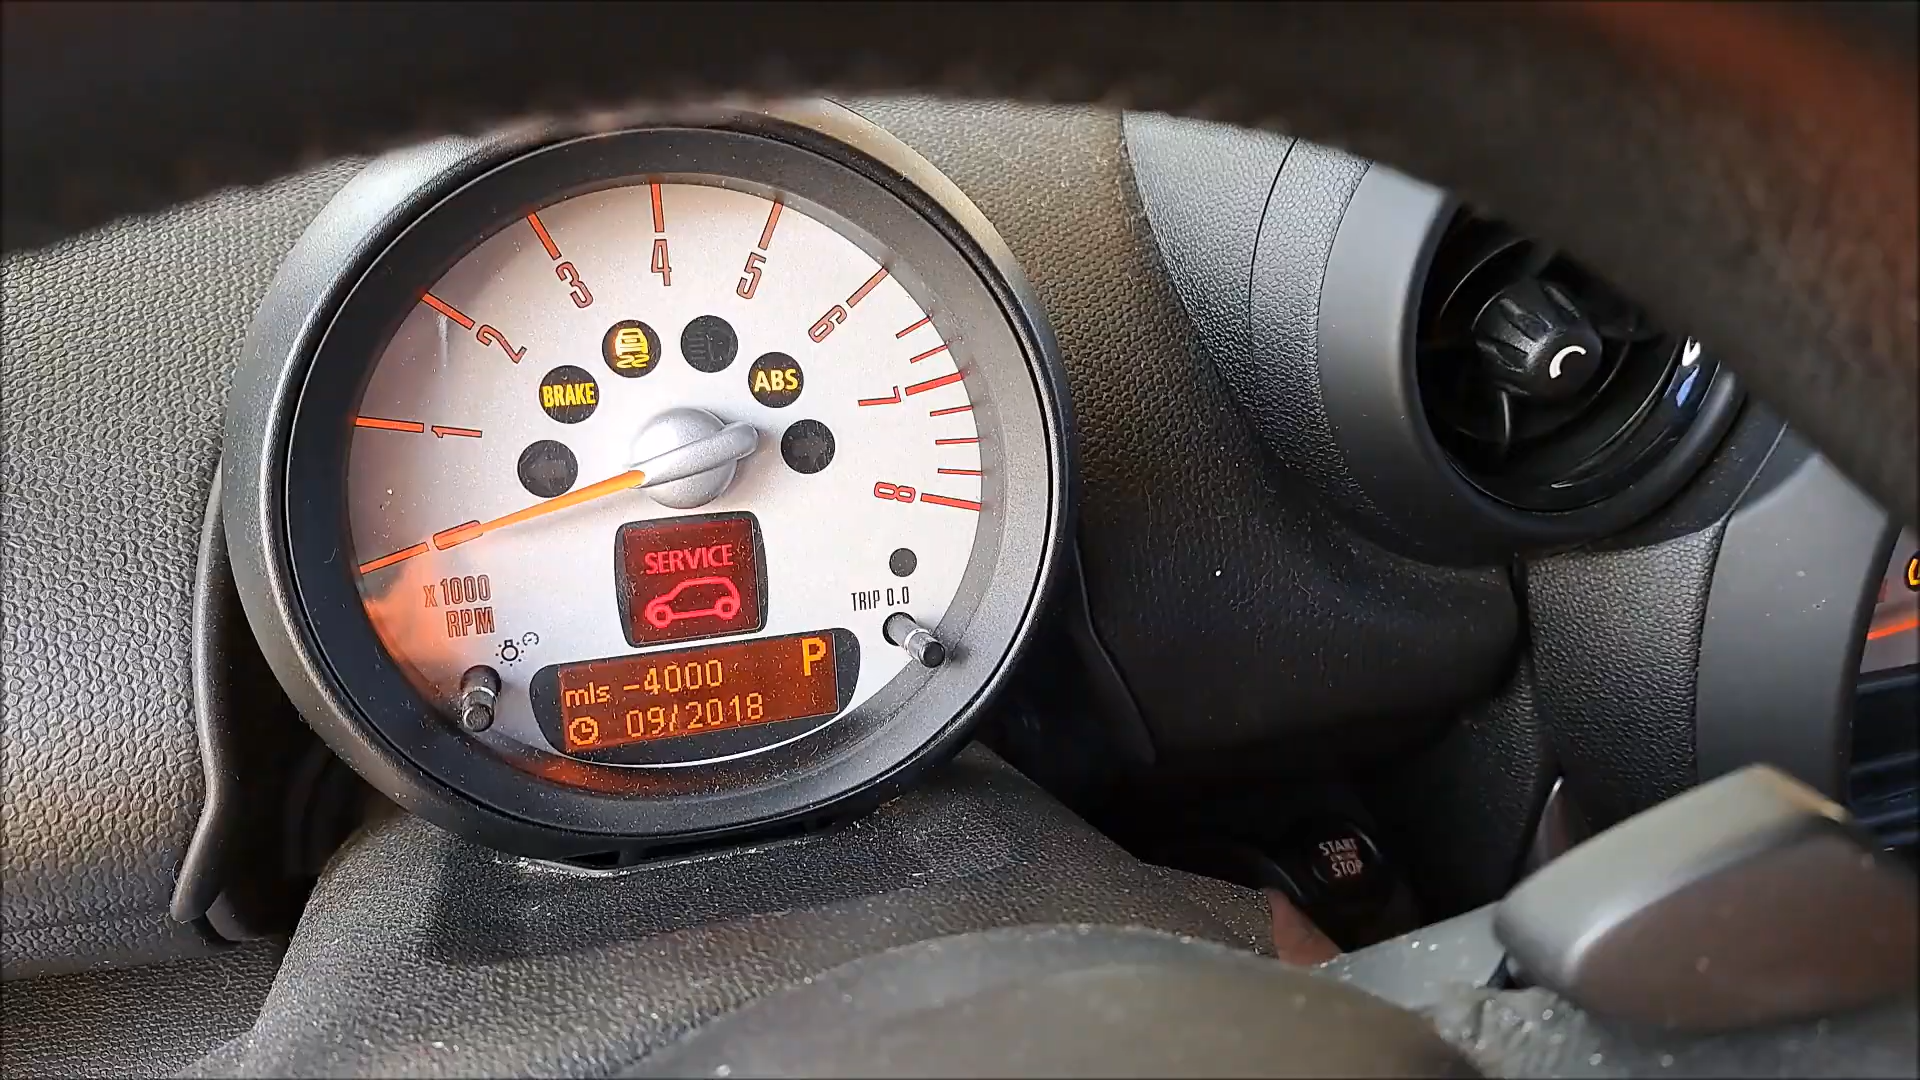 1
2
3
4
5
6
7
8
BRAKE
ABS
x 1000
RPM
SERVICE
TRIP 0.0
mls -4000
P
09/2018
START
ENGINE
STOP